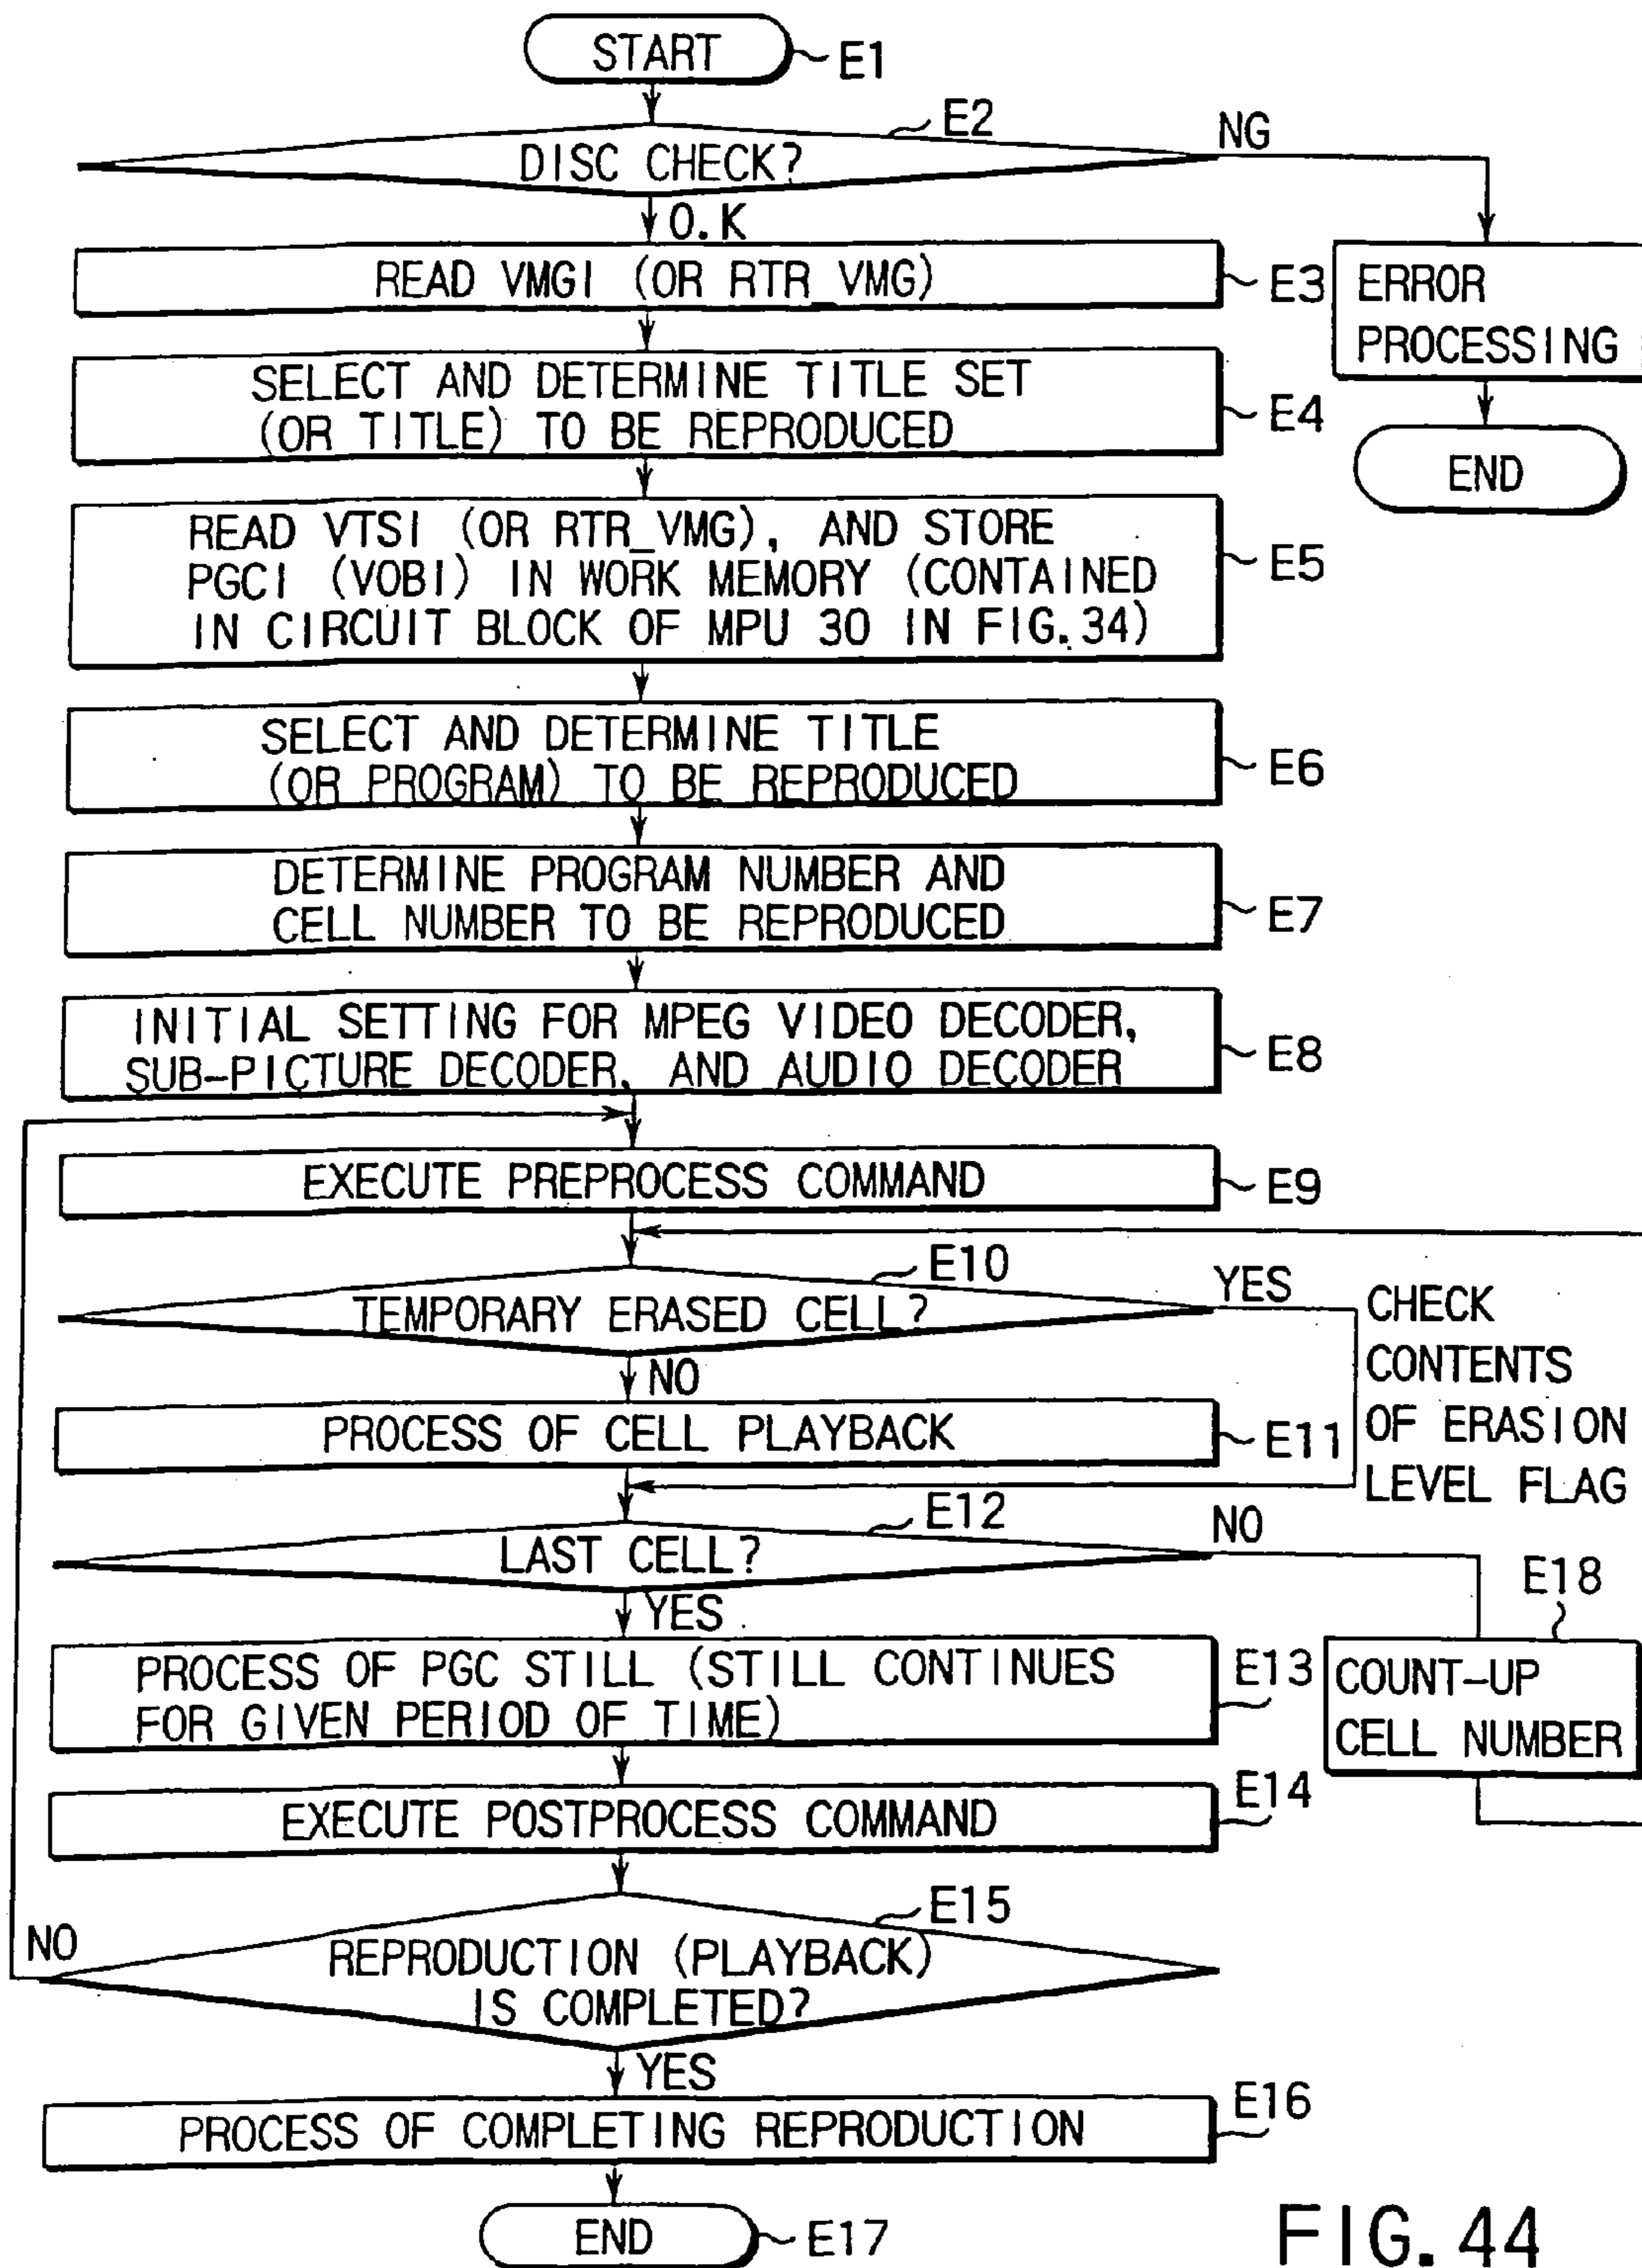 START
E1
E2
DISC CHECK?
NG
O.K
READ VMGI (OR RTR_VMG)
E3
ERROR
PROCESSING
END
SELECT AND DETERMINE TITLE SET
(OR TITLE) TO BE REPRODUCED
E4
READ VTSI (OR RTR_VMG), AND STORE
PGCI (VOBI) IN WORK MEMORY (CONTAINED
IN CIRCUIT BLOCK OF MPU 30 IN FIG.34)
E5
SELECT AND DETERMINE TITLE
(OR PROGRAM) TO BE REPRODUCED
E6
DETERMINE PROGRAM NUMBER AND
CELL NUMBER TO BE REPRODUCED
E7
INITIAL SETTING FOR MPEG VIDEO DECODER,
SUB-PICTURE DECODER, AND AUDIO DECODER
E8
EXECUTE PREPROCESS COMMAND
E9
E10
TEMPORARY ERASED CELL?
YES
CHECK
CONTENTS
OF ERASION
LEVEL FLAG
NO
PROCESS OF CELL PLAYBACK
E11
E12
LAST CELL?
NO
E18
COUNT-UP
CELL NUMBER
YES
PROCESS OF PGC STILL (STILL CONTINUES
FOR GIVEN PERIOD OF TIME)
E13
EXECUTE POSTPROCESS COMMAND
E14
E15
NO
REPRODUCTION (PLAYBACK)
IS COMPLETED?
YES
PROCESS OF COMPLETING REPRODUCTION
E16
END
E17
FIG. 44